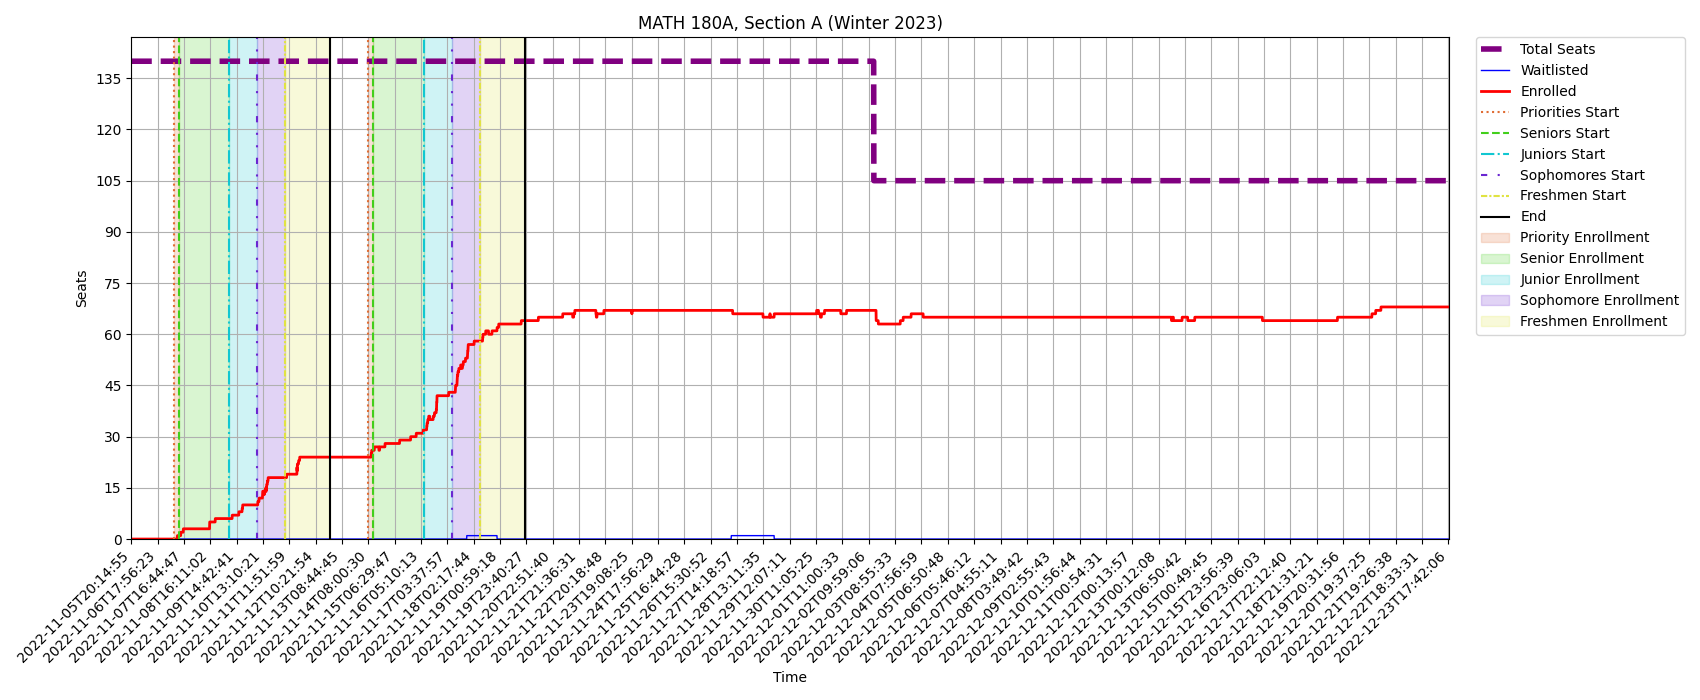 MATH 180A, Section A (Winter 2023)
Total Seats
Waitlisted
Enrolled
Priorities Start
Seniors Start
Juniors Start
Sophomores Start
Freshmen Start
End
Priority Enrollment
Senior Enrollment
Junior Enrollment
Sophomore Enrollment
Freshmen Enrollment
Seats
135
120
105
90
75
60
45
30
15
0
2022-11-05T20:14:55
2022-11-06T17:56:23
2022-11-07T16:44:47
2022-11-08T16:11:02
2022-11-09T14:42:41
2022-11-10T13:10:21
2022-11-11T11:51:59
2022-11-12T10:21:54
2022-11-13T08:44:45
2022-11-14T08:00:30
2022-11-15T06:29:47
2022-11-16T05:10:13
2022-11-17T03:37:57
2022-11-18T02:17:44
2022-11-19T00:59:18
2022-11-19T23:40:27
2022-11-20T22:51:40
2022-11-21T21:36:31
2022-11-22T20:18:48
2022-11-23T19:08:25
2022-11-24T17:56:29
2022-11-25T16:44:28
2022-11-26T15:30:52
2022-11-27T14:18:57
2022-11-28T13:11:35
2022-11-29T12:07:11
2022-11-30T11:05:25
2022-12-01T11:00:33
2022-12-02T09:59:06
2022-12-03T08:55:33
2022-12-04T07:56:59
2022-12-05T06:50:48
2022-12-06T05:46:12
2022-12-07T04:55:11
2022-12-08T03:49:42
2022-12-09T02:55:43
2022-12-10T01:56:44
2022-12-11T00:54:31
2022-12-12T00:13:57
2022-12-13T00:12:08
2022-12-13T06:50:42
2022-12-15T00:49:45
2022-12-15T23:56:39
2022-12-16T23:06:03
2022-12-17T22:12:40
2022-12-18T21:31:21
2022-12-19T20:31:56
2022-12-20T19:37:25
2022-12-21T19:26:38
2022-12-22T18:33:31
2022-12-23T17:42:06
Time